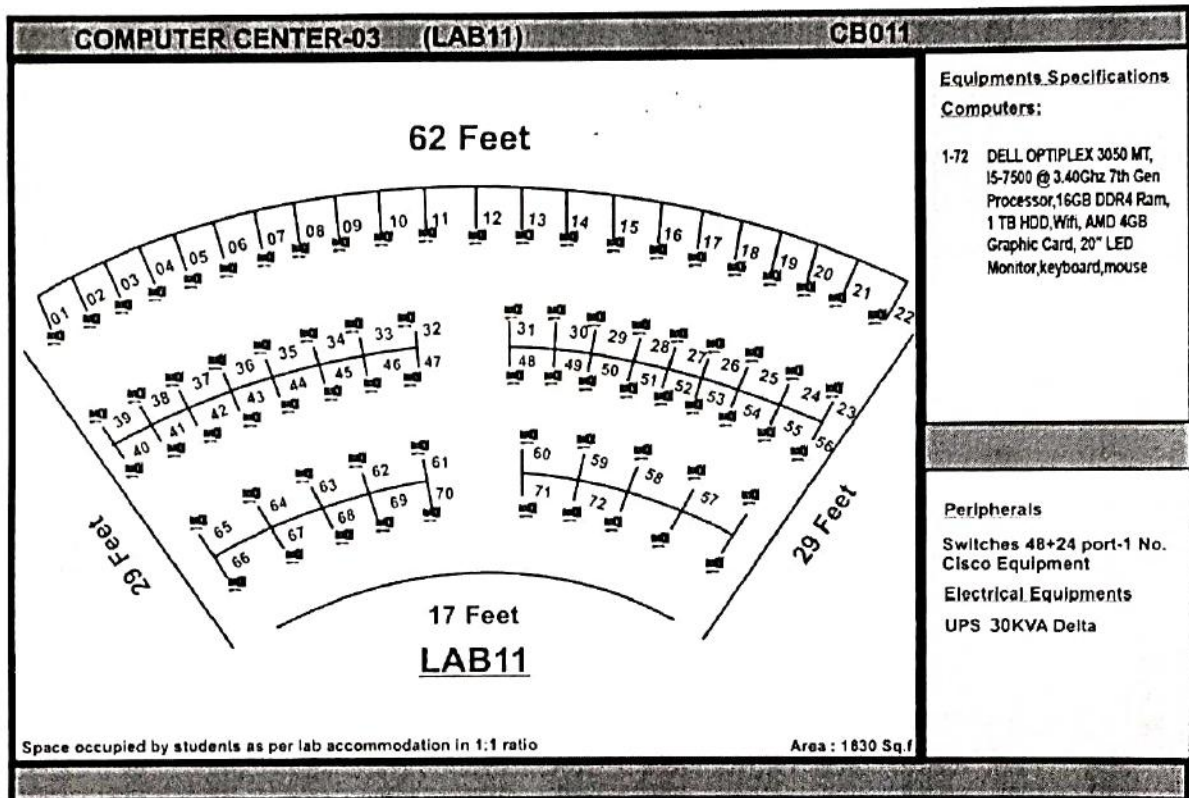 COMPUTER CENTER-03 (LAB11) CB011
62 Feet
01 02 03 04 05 06 07 08 09 10 11 12 13 14 15 16 17 18 19 20 21 22
39 38 37 36 35 34 33 32 31 30 29 28 27 26 25 24 23
40 41 42 43 44 45 46 47 48 49 50 51 52 53 54 55 56
65 64 63 62 61 60 59 58 57
66 67 68 69 70 71 72
29 Feet
29 Feet
17 Feet
LAB11
Space occupied by students as per lab accommodation in 1:1 ratio
Area : 1830 Sq.f
Equipments Specifications
Computers:
1-72 DELL OPTIPLEX 3050 MT,
I5-7500 @ 3.40Ghz 7th Gen
Processor,16GB DDR4 Ram,
1 TB HDD,Wifi, AMD 4GB
Graphic Card, 20" LED
Monitor,keyboard,mouse
Peripherals
Switches 48+24 port-1 No.
Cisco Equipment
Electrical Equipments
UPS 30KVA Delta